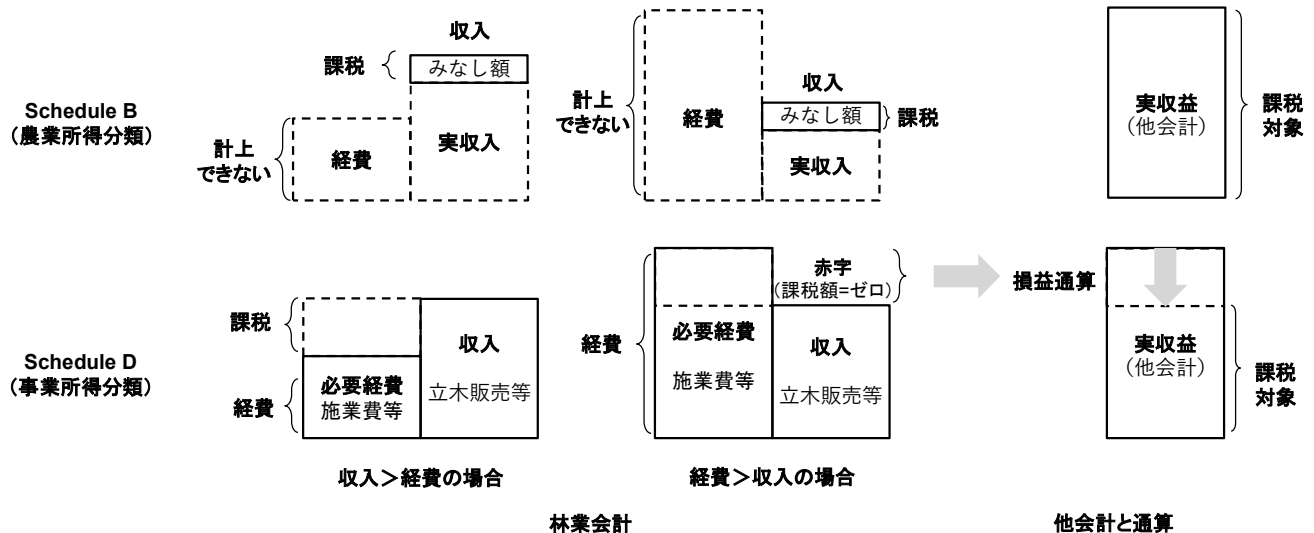 Schedule B
（農業所得分類）
計上
できない
経費
課税
収入
みなし額
実収入
計上
できない
経費
収入
みなし額
課税
実収入
実収益
（他会計）
課税
対象
Schedule D
（事業所得分類）
課税
経費
必要経費
施業費等
収入
立木販売等
経費
必要経費
施業費等
赤字
（課税額=ゼロ）
収入
立木販売等
損益通算
実収益
（他会計）
課税
対象
収入＞経費の場合
経費＞収入の場合
林業会計
他会計と通算